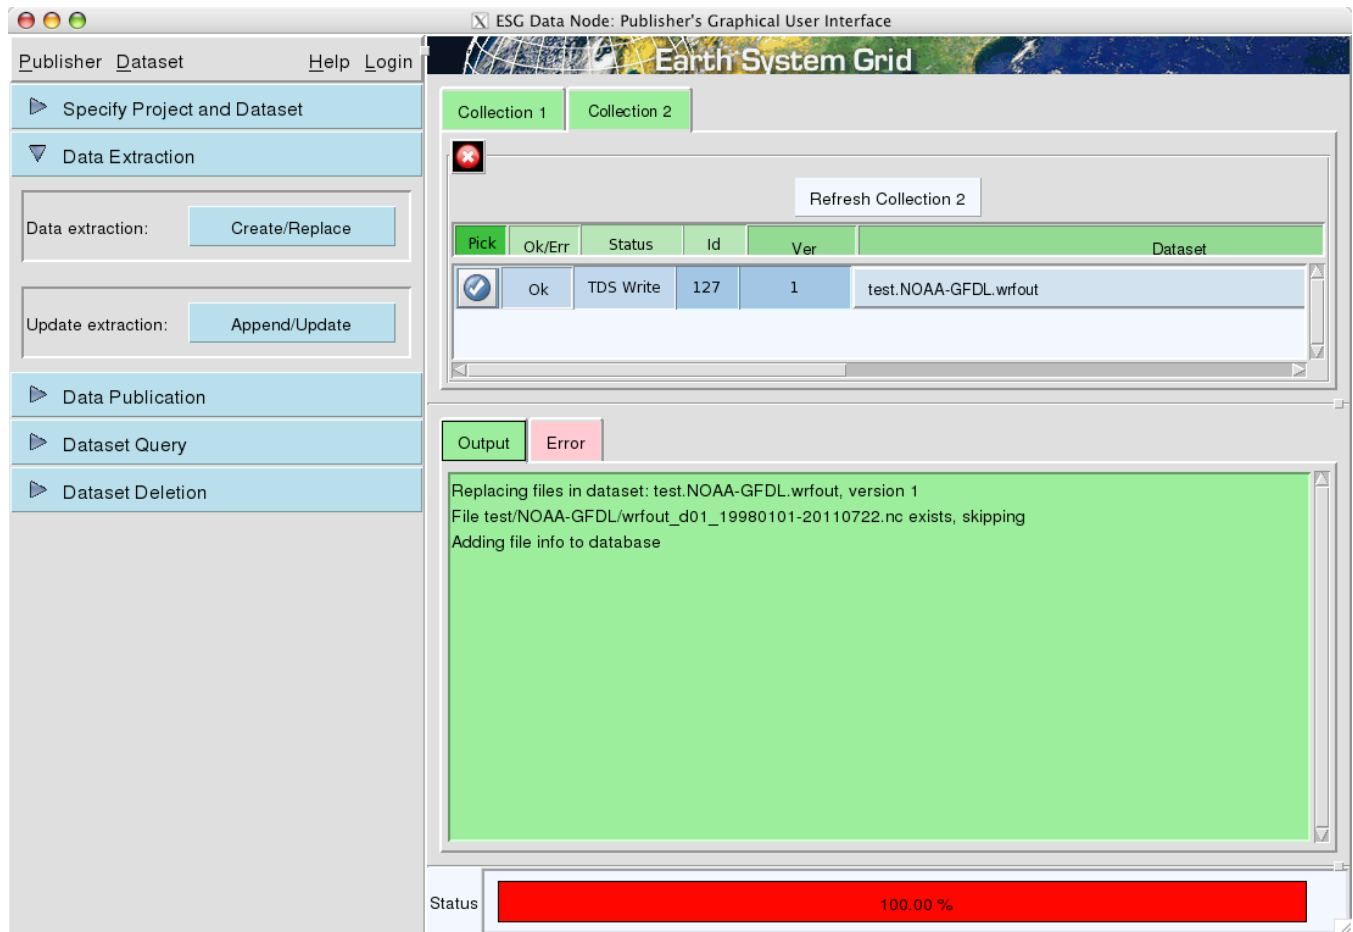 ESG Data Node: Publisher's Graphical User Interface
Publisher Dataset Help Login
Earth System Grid
Specify Project and Dataset
Data Extraction
Data extraction: Create/Replace
Update extraction: Append/Update
Data Publication
Dataset Query
Dataset Deletion
Collection 1 Collection 2
Refresh Collection 2
Pick Ok/Err Status Id Ver Dataset
Ok TDS Write 127 1 test.NOAA-GFDL.wrfout
Output Error
Replacing files in dataset: test.NOAA-GFDL.wrfout, version 1
File test/NOAA-GFDL/wrfout_d01_19980101-20110722.nc exists, skipping
Adding file info to database
Status 100.00 %